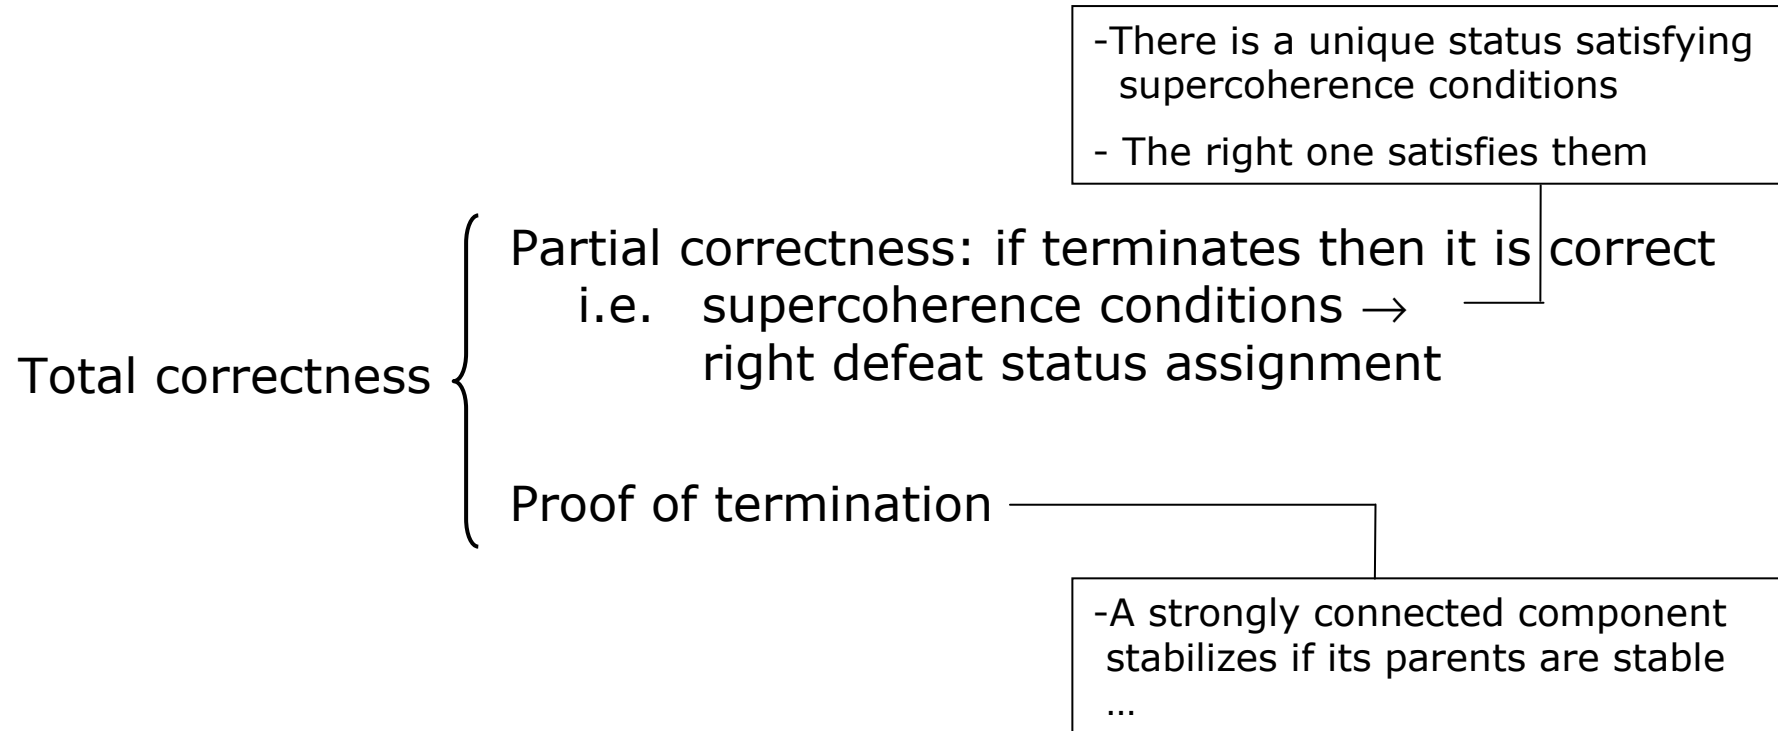 -There is a unique status satisfying
supercoherence conditions
- The right one satisfies them
Partial correctness: if terminates then it is correct
i.e. supercoherence conditions →
right defeat status assignment
Total correctness
Proof of termination
-A strongly connected component
stabilizes if its parents are stable
...